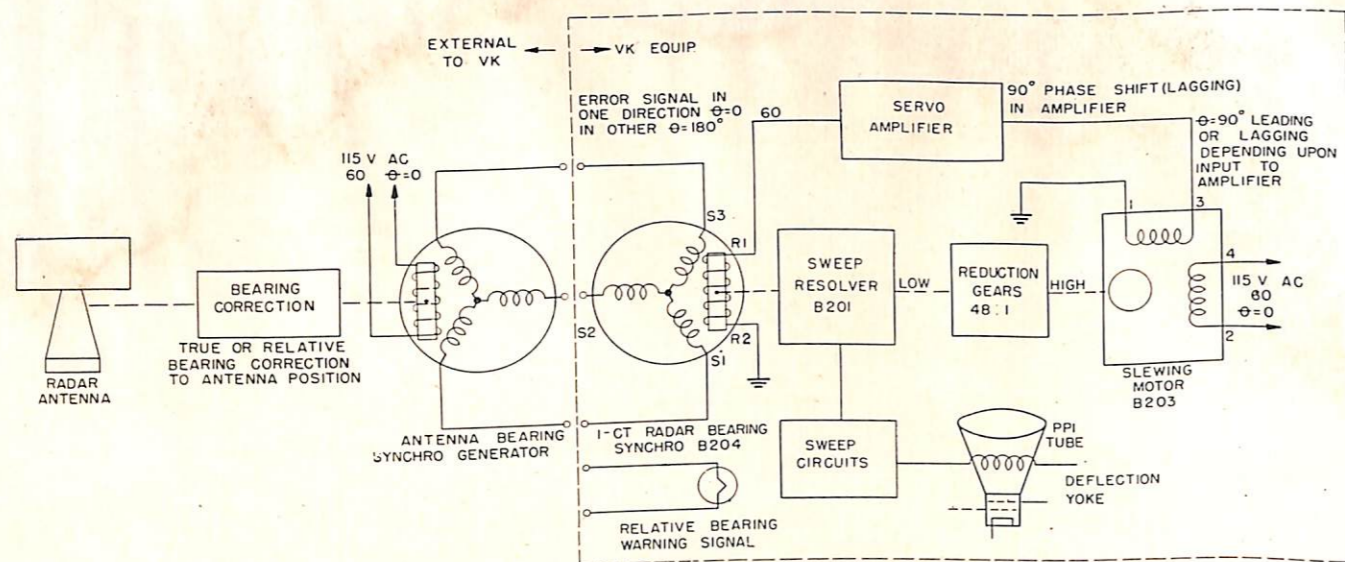 EXTERNAL
TO VK
VK EQUIP.
ERROR SIGNAL IN
ONE DIRECTION Θ=0
IN OTHER Θ=180°
60
SERVO
AMPLIFIER
90° PHASE SHIFT (LAGGING)
IN AMPLIFIER
Θ=90° LEADING
OR LAGGING
DEPENDING UPON
INPUT TO
AMPLIFIER
115 V AC
60 Θ=0
S3
R1
S2
R2
S1
1
3
4
2
BEARING
CORRECTION
TRUE OR RELATIVE
BEARING CORRECTION
TO ANTENNA POSITION
RADAR
ANTENNA
SWEEP
RESOLVER
B201
LOW
REDUCTION
GEARS
48:1
HIGH
115 V AC
60
Θ=0
SLEWING
MOTOR
B203
ANTENNA BEARING
SYNCHRO GENERATOR
1-CT RADAR BEARING
SYNCHRO B204
SWEEP
CIRCUITS
PPI
TUBE
DEFLECTION
YOKE
RELATIVE BEARING
WARNING SIGNAL